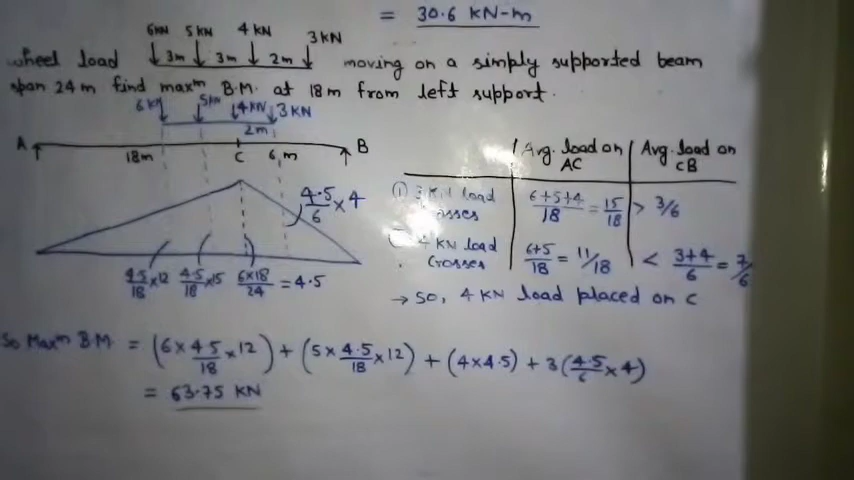 = 30.6 KN-m
6KN 5KN 4KN 3KN
wheel load 3m 3m 2m moving on a simply supported beam
span 24m find maxm B.M. at 18m from left support.
6KN 5KN 4KN 3KN
2m
A 18m C 6m B
Avg. load on AC Avg. load on CB
① 3 KN load crosses 6+5+4/18 = 15/18 > 3/6
4 KN load Crosses 6+5/18 = 11/18 < 3+4/6 = 7/6
→ So, 4 KN load placed on C
4.5/6 x 4
4.5/18 x12 4.5/18 x15 6x18/24 = 4.5
So Maxm B.M. = (6 x 4.5/18 x 12) + (5 x 4.5/18 x 12) + (4 x 4.5) + 3(4.5/6 x 4)
= 63.75 KN